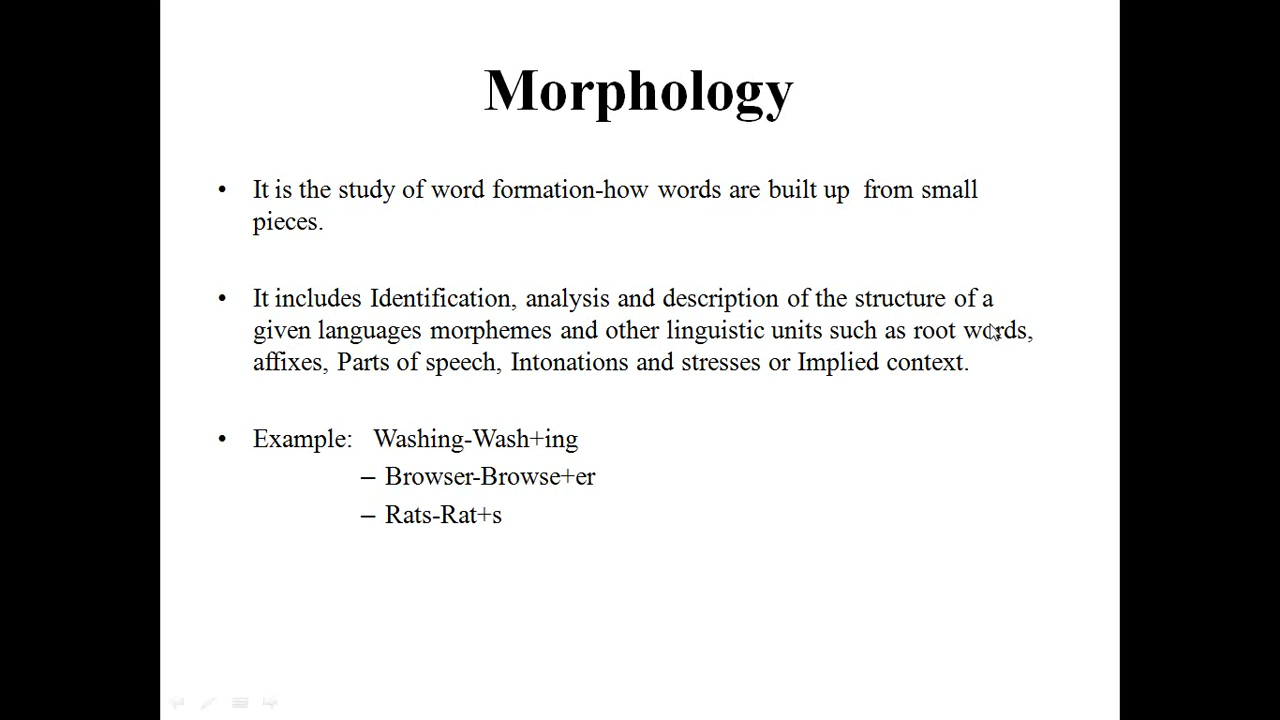 Morphology
• It is the study of word formation-how words are built up from small
pieces.
• It includes Identification, analysis and description of the structure of a
given languages morphemes and other linguistic units such as root words,
affixes, Parts of speech, Intonations and stresses or Implied context.
• Example: Washing-Wash+ing
– Browser-Browse+er
– Rats-Rat+s